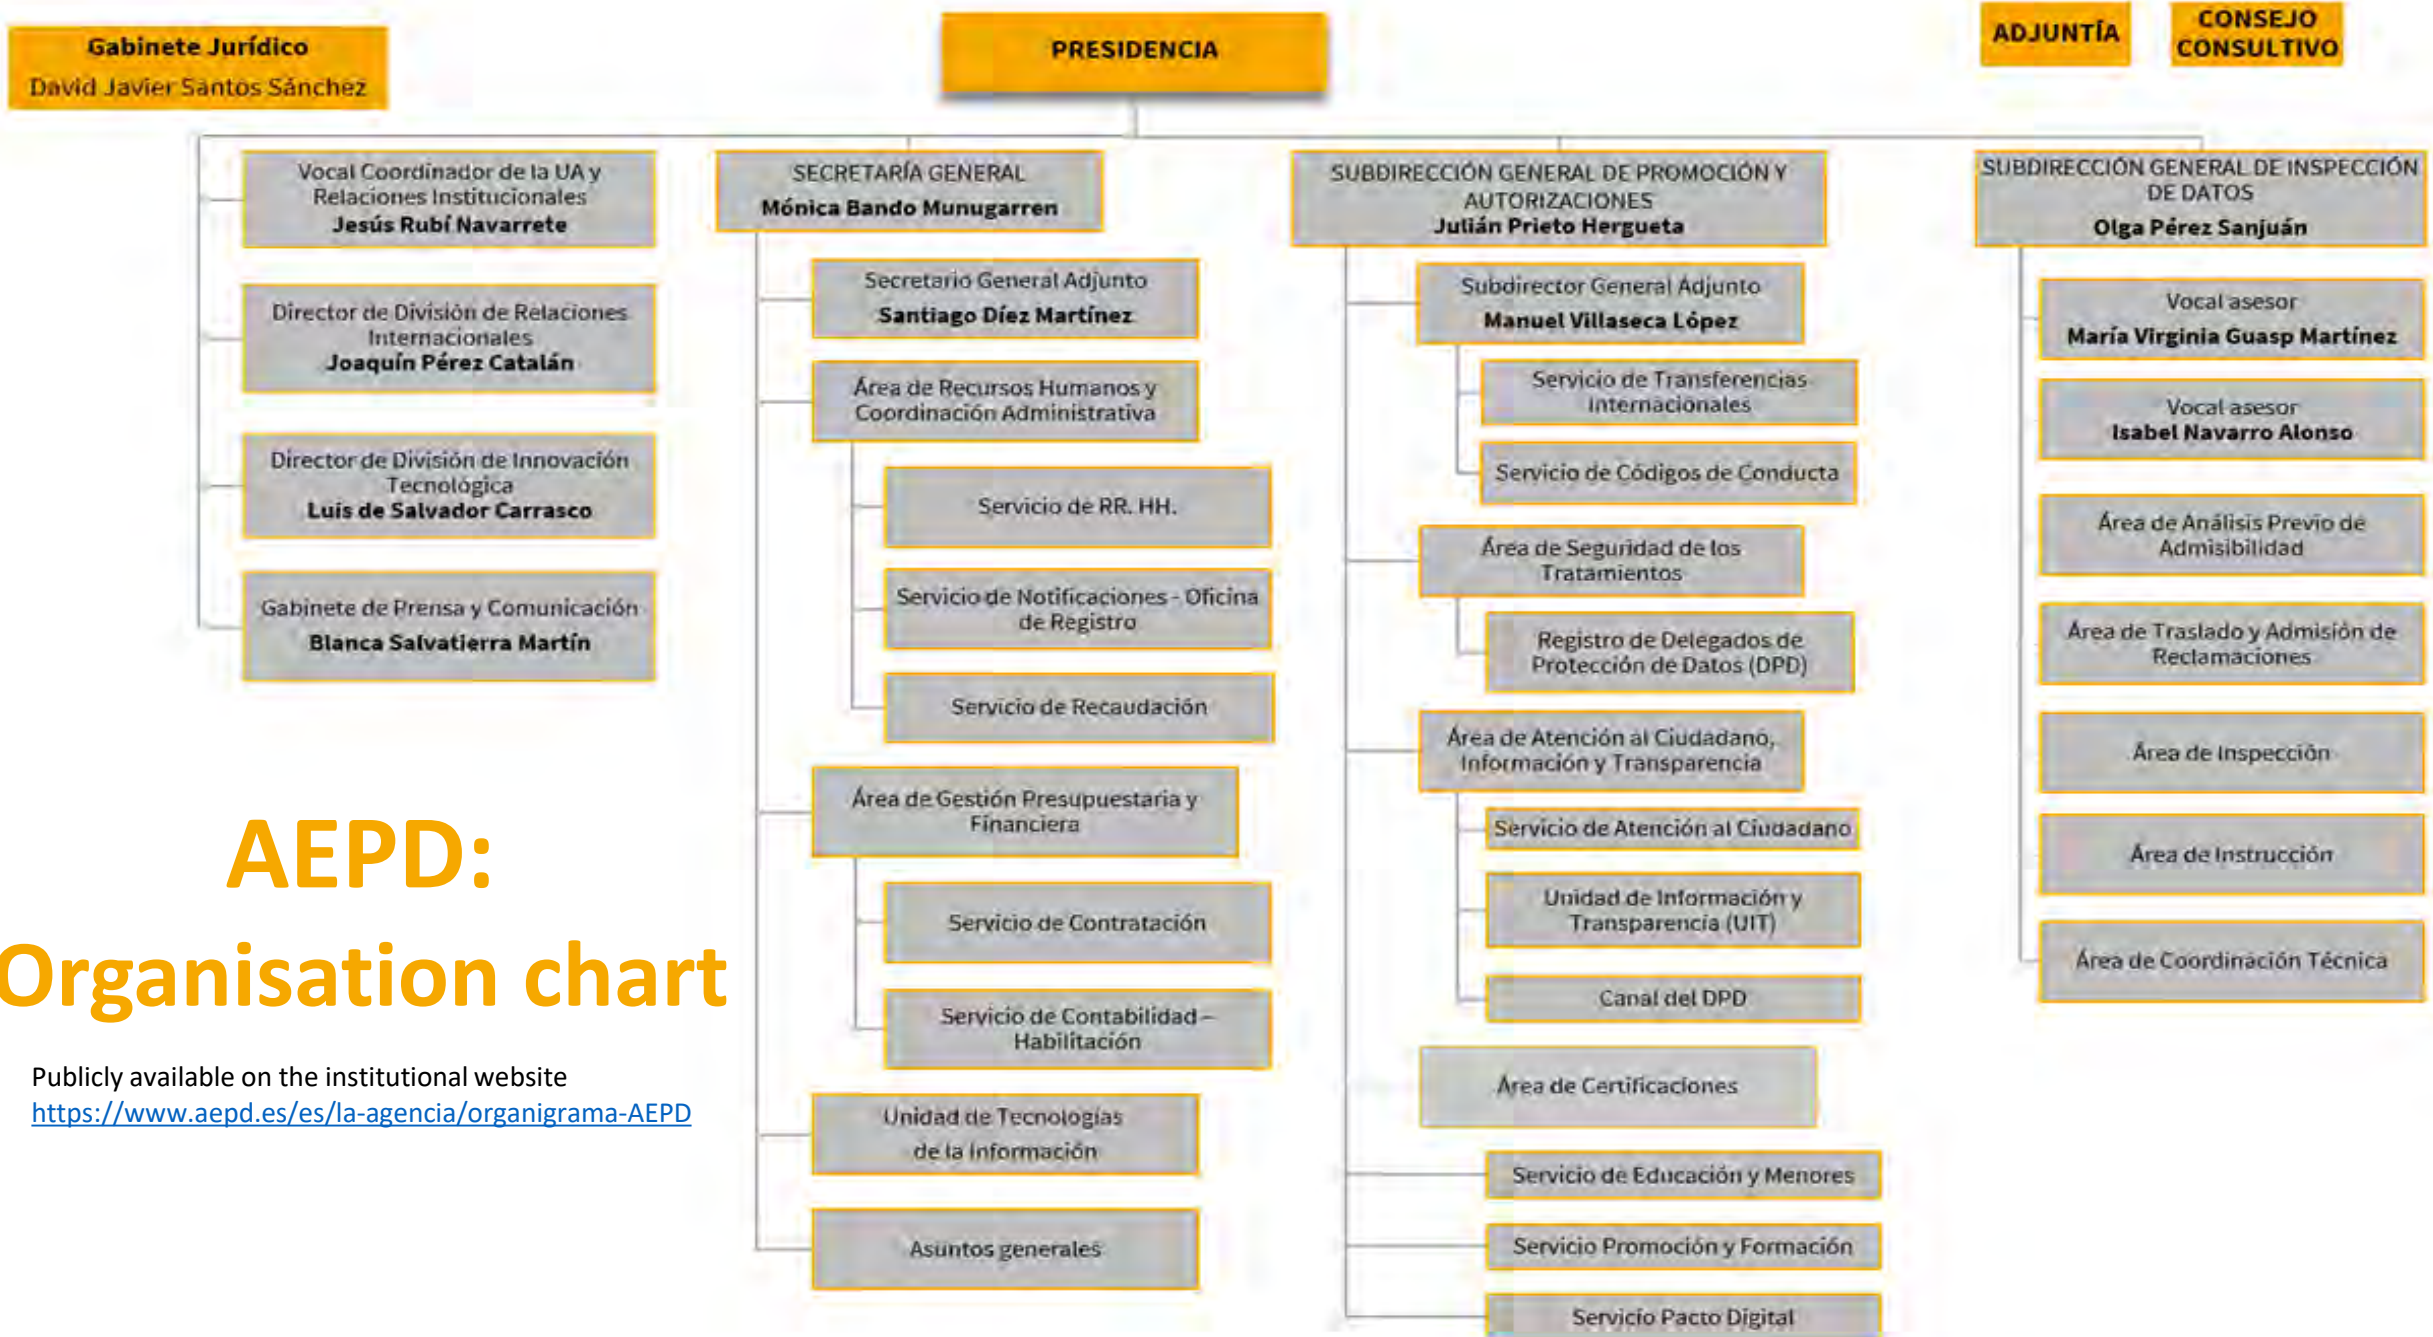 Gabinete Jurídico
David Javier Santos Sánchez
PRESIDENCIA
ADJUNTÍA
CONSEJO
CONSULTIVO
Vocal Coordinador de la UA y
Relaciones Institucionales
Jesús Rubí Navarrete
Director de División de Relaciones
Internacionales
Joaquín Pérez Catalán
Director de División de Innovación
Tecnológica
Luis de Salvador Carrasco
Gabinete de Prensa y Comunicación
Blanca Salvatierra Martín
SECRETARÍA GENERAL
Mónica Bando Munugarren
Secretario General Adjunto
Santiago Díez Martínez
Área de Recursos Humanos y
Coordinación Administrativa
Servicio de RR. HH.
Servicio de Notificaciones - Oficina
de Registro
Servicio de Recaudación
Área de Gestión Presupuestaria y
Financiera
Servicio de Contratación
Servicio de Contabilidad –
Habilitación
Unidad de Tecnologías
de la Información
Asuntos generales
SUBDIRECCIÓN GENERAL DE PROMOCIÓN Y
AUTORIZACIONES
Julián Prieto Hergueta
Subdirector General Adjunto
Manuel Villaseca López
Servicio de Transferencias
Internacionales
Servicio de Códigos de Conducta
Área de Seguridad de los
Tratamientos
Registro de Delegados de
Protección de Datos (DPD)
Área de Atención al Ciudadano,
Información y Transparencia
Servicio de Atención al Ciudadano
Unidad de Información y
Transparencia (UIT)
Canal del DPD
Área de Certificaciones
Servicio de Educación y Menores
Servicio Promoción y Formación
Servicio Pacto Digital
SUBDIRECCIÓN GENERAL DE INSPECCIÓN
DE DATOS
Olga Pérez Sanjuán
Vocal asesor
María Virginia Guasp Martínez
Vocal asesor
Isabel Navarro Alonso
Área de Análisis Previo de
Admisibilidad
Área de Traslado y Admisión de
Reclamaciones
Área de Inspección
Área de Instrucción
Área de Coordinación Técnica
AEPD:
Organisation chart
Publicly available on the institutional website
https://www.aepd.es/es/la-agencia/organigrama-AEPD